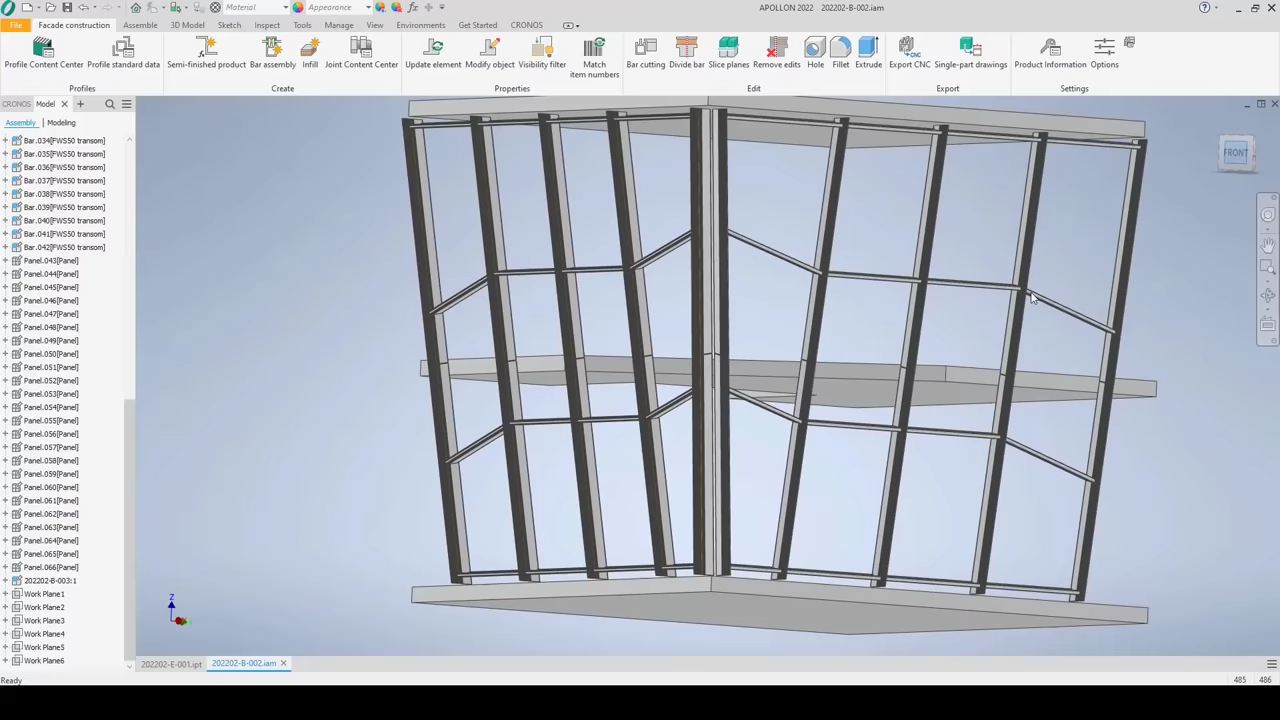 Material
Appearance
APOLLON 2022 202202-B-002.iam
File
Facade construction
Assemble
3D Model
Sketch
Inspect
Tools
Manage
View
Environments
Get Started
CRONOS
Profile Content Center
Profile standard data
Semi-finished product
Bar assembly
Infill
Joint Content Center
Update element
Modify object
Visibility filter
Match
item numbers
Bar cutting
Divide bar
Slice planes
Remove edits
Hole
Fillet
Extrude
Export CNC
Single-part drawings
Product Information
Options
Profiles
Create
Properties
Edit
Export
Settings
CRONOS
Model
Assembly
Modeling
Bar.034[FWS50 transom]
Bar.035[FWS50 transom]
Bar.036[FWS50 transom]
Bar.037[FWS50 transom]
Bar.038[FWS50 transom]
Bar.039[FWS50 transom]
Bar.040[FWS50 transom]
Bar.041[FWS50 transom]
Bar.042[FWS50 transom]
Panel.043[Panel]
Panel.044[Panel]
Panel.045[Panel]
Panel.046[Panel]
Panel.047[Panel]
Panel.048[Panel]
Panel.049[Panel]
Panel.050[Panel]
Panel.051[Panel]
Panel.052[Panel]
Panel.053[Panel]
Panel.054[Panel]
Panel.055[Panel]
Panel.056[Panel]
Panel.057[Panel]
Panel.058[Panel]
Panel.059[Panel]
Panel.060[Panel]
Panel.061[Panel]
Panel.062[Panel]
Panel.063[Panel]
Panel.064[Panel]
Panel.065[Panel]
Panel.066[Panel]
202202-B-003:1
Work Plane1
Work Plane2
Work Plane3
Work Plane4
Work Plane5
Work Plane6
FRONT
Z
202202-E-001.ipt
202202-B-002.iam
Ready
485 486